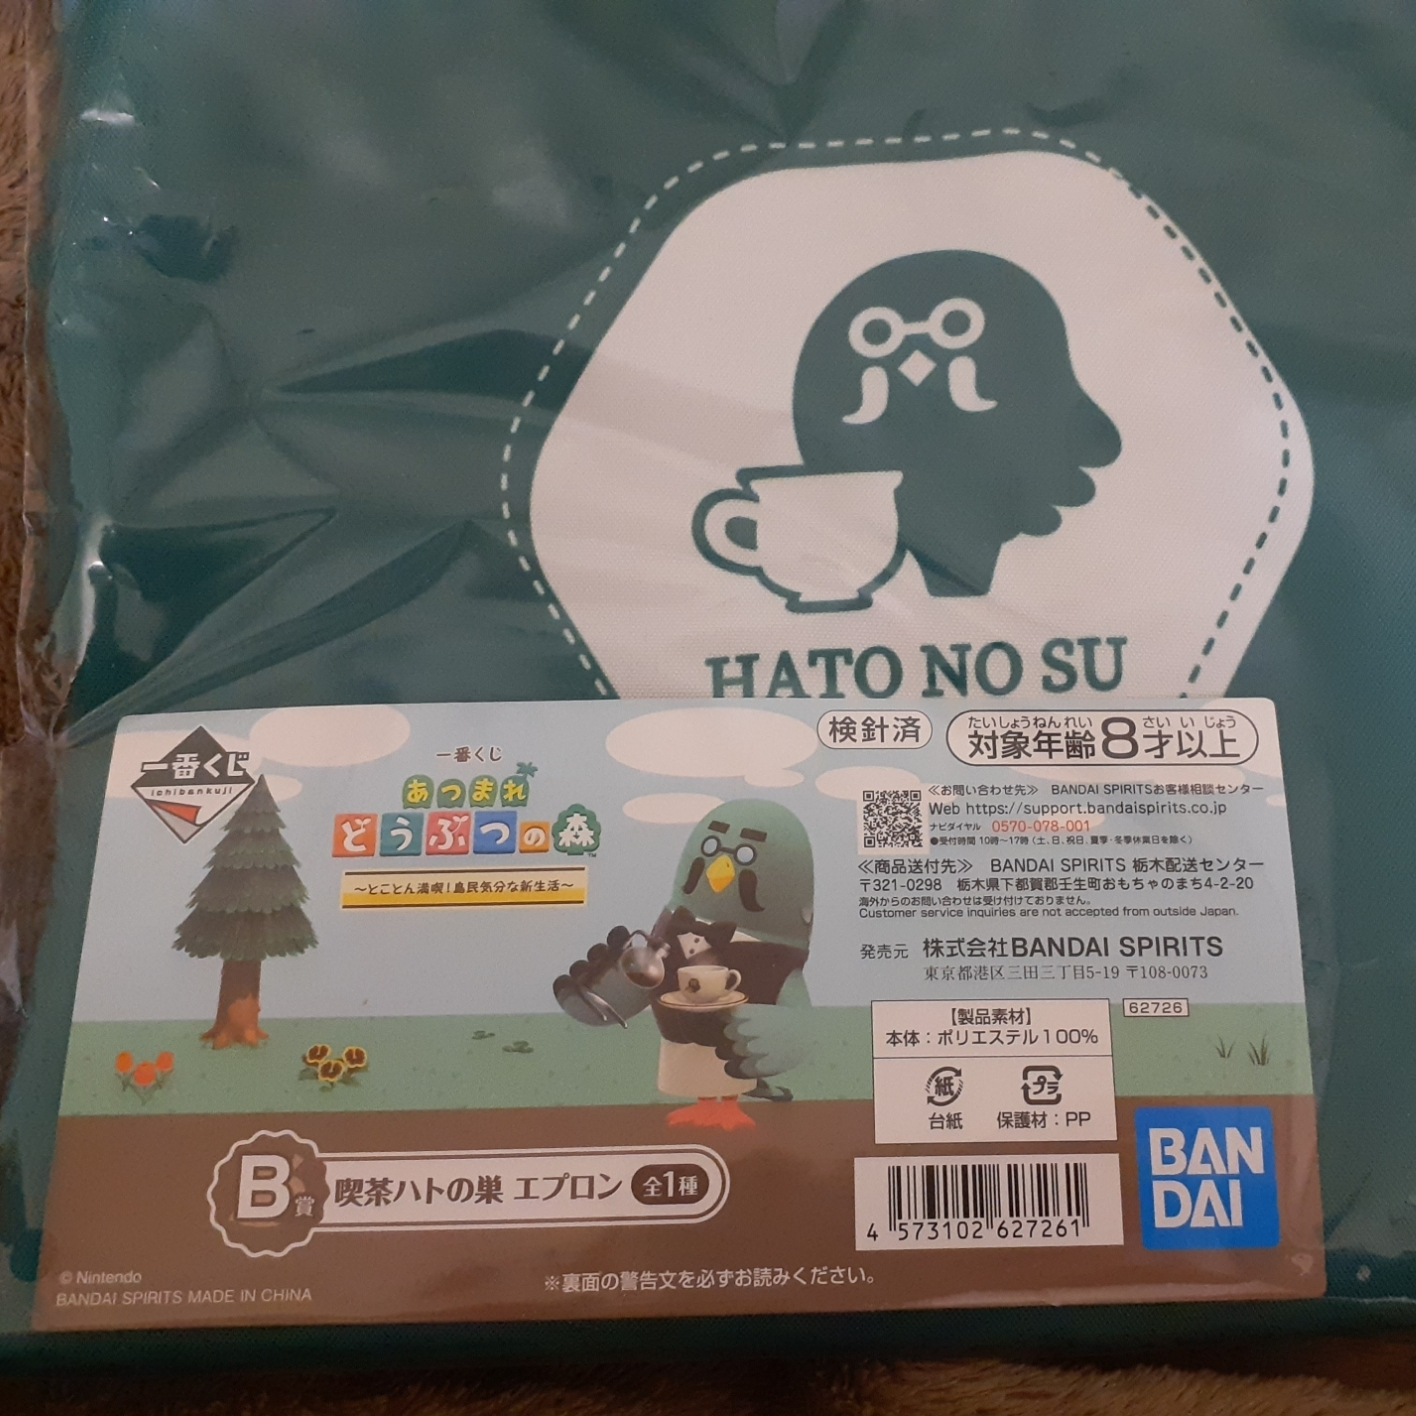 HATO NO SU
検針済
たいしょうねんれい さい い じょう
対象年齢8才以上
一番くじ
ichibankuji
一番くじ
あつまれ
どうぶつの森™
～とことん満喫!島民気分な新生活～
≪お問い合わせ先≫ BANDAI SPIRITSお客様相談センター
Web https://support.bandaispirits.co.jp
ナビダイヤル 0570-078-001
●受付時間 10時～17時 (土、日、祝日、夏季・冬季休業日を除く)
≪商品送付先≫ BANDAI SPIRITS 栃木配送センター
〒321-0298 栃木県下都賀郡壬生町おもちゃのまち4-2-20
海外からのお問い合わせは受け付けておりません。
Customer service inquiries are not accepted from outside Japan.
発売元 株式会社BANDAI SPIRITS
東京都港区三田三丁目5-19 〒108-0073
62726
【製品素材】
本体：ポリエステル100%
紙
プラ
台紙 保護材：PP
B賞 喫茶ハトの巣 エプロン 全1種
4 573102 627261
BAN
DAI
© Nintendo
BANDAI SPIRITS MADE IN CHINA
※裏面の警告文を必ずお読みください。